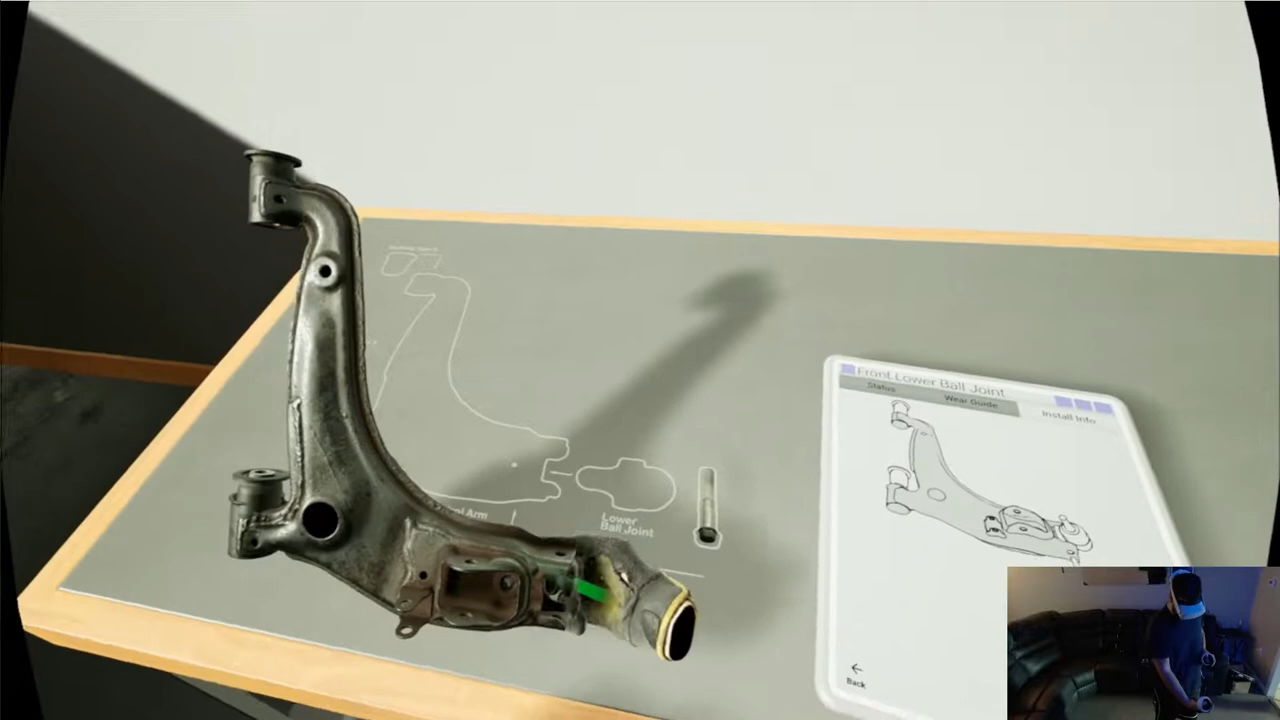 Front Lower Ball Joint
Status
Wear Guide
Install Info
Lower
Ball Joint
Arm
Back